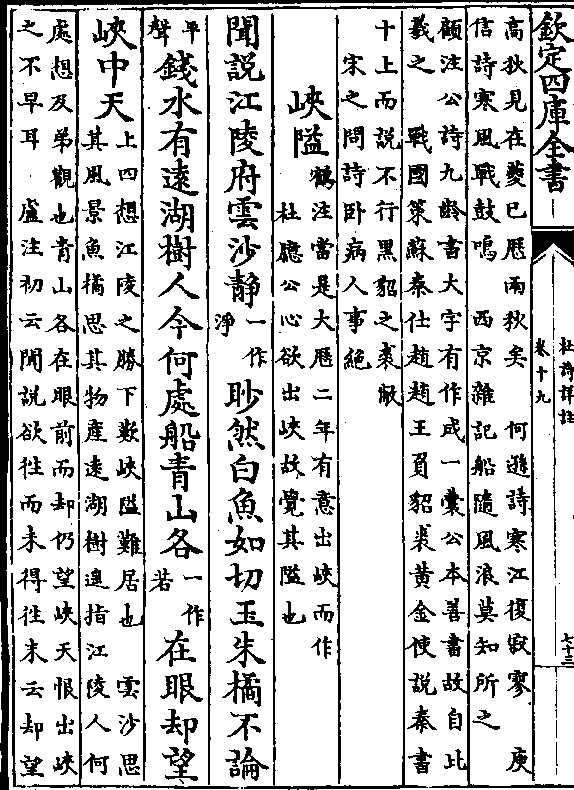 欽定四庫全書
杜詩詳註
卷十九
七十三
高狄見在夔已歷兩秋矣 何遜詩寒江復寂寥 庾
信詩寒風戰鼓鳴 西京雜記船隨風浪莫知所之
顧注公詩九齡書大字有作成一囊公本善書故自比
羲之 戰國策蘇秦仕趙趙王貟貂裘黃金使說秦書
十上而說不行黑貂之裘敝
宋之問詩卧病人事絕
峽隘 鶴注當是大歴二年有意出峽而作
杜臆公心欲出峽故覺其隘也
聞說江陵府雲沙静一作淨眇然白魚如切玉朱橘不論
平聲錢水有逺湖樹人今何處船青山各一作若在眼却望
峽中天 上四想江陵之勝下歎峽隘難居也 雲沙思
其風景魚橘思其物産逺湖樹遥指江陵人何
處想及弟觀也青山各在眼前而却仍望峽天恨出峽
之不早耳 盧注初云聞說欲徃而未得徃末云却望